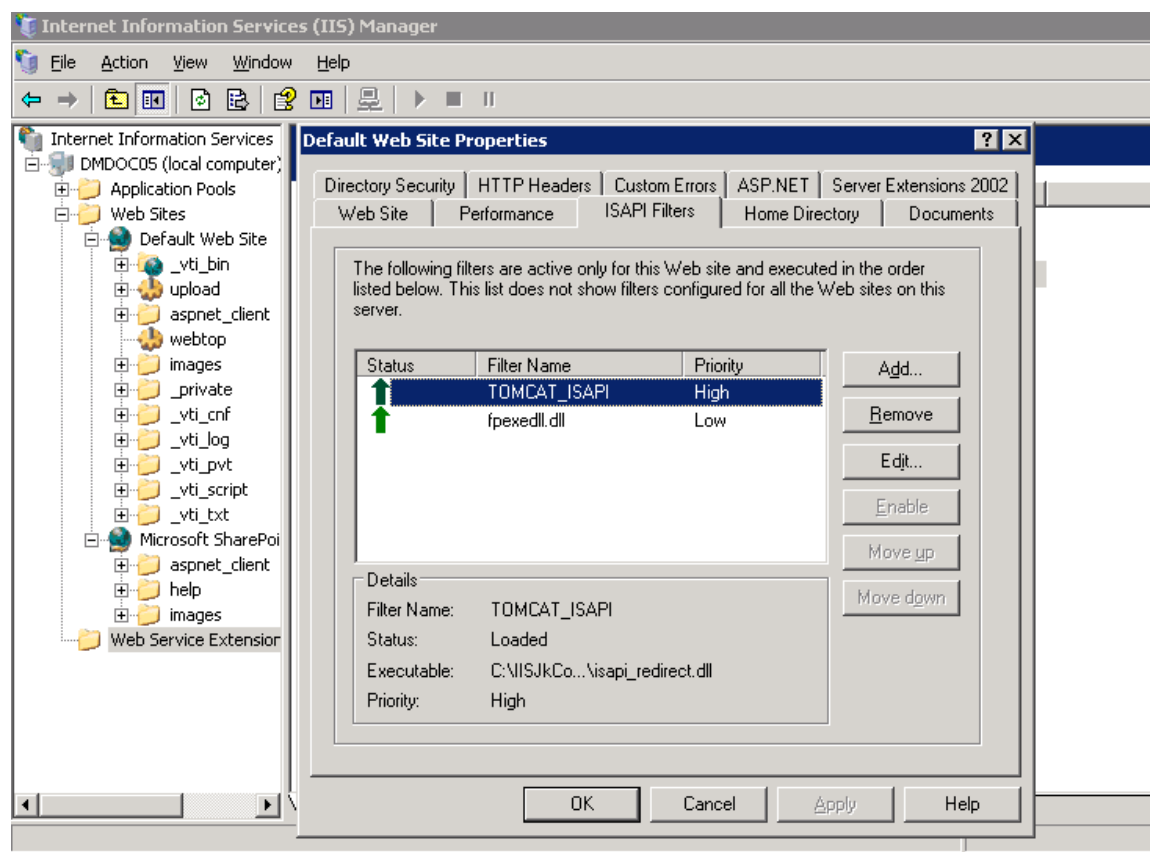 Internet Information Services (IIS) Manager
File Action View Window Help
Internet Information Services
DMDOC05 (local computer)
Application Pools
Web Sites
Default Web Site
_vti_bin
upload
aspnet_client
webtop
images
_private
_vti_cnf
_vti_log
_vti_pvt
_vti_script
_vti_txt
Microsoft SharePoi
aspnet_client
help
images
Web Service Extension
Default Web Site Properties
Directory Security HTTP Headers Custom Errors ASP.NET Server Extensions 2002
Web Site Performance ISAPI Filters Home Directory Documents
The following filters are active only for this Web site and executed in the order
listed below. This list does not show filters configured for all the Web sites on this
server.
Status Filter Name Priority
TOMCAT_ISAPI High
fpexedll.dll Low
Add...
Remove
Edit...
Enable
Move up
Move down
Details
Filter Name: TOMCAT_ISAPI
Status: Loaded
Executable: C:\IISJkCo...\isapi_redirect.dll
Priority: High
OK Cancel Apply Help